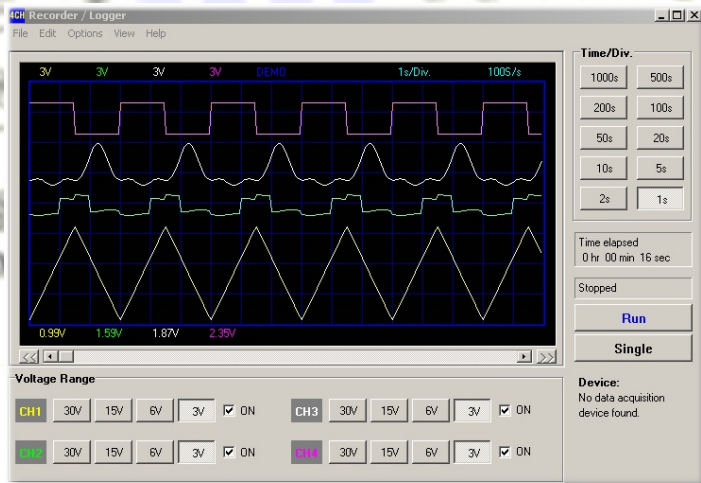 4CH Recorder / Logger
File Edit Options View Help
3V 3V 3V 3V DEMO 1s/Div. 100S/s
0.99V 1.59V 1.87V 2.35V
<< >>
Time/Div.
1000s 500s
200s 100s
50s 20s
10s 5s
2s 1s
Time elapsed
0 hr 00 min 16 sec
Stopped
Run
Single
Device:
No data acquisition
device found.
Voltage Range
CH1 30V 15V 6V 3V ON CH3 30V 15V 6V 3V ON
CH2 30V 15V 6V 3V ON CH4 30V 15V 6V 3V ON